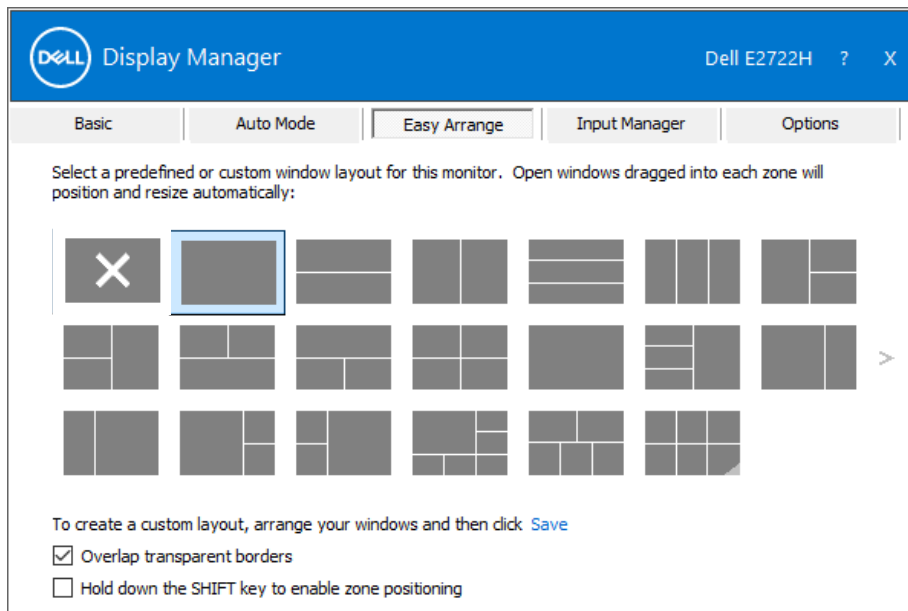 DELL Display Manager Dell E2722H ? X
Basic Auto Mode Easy Arrange Input Manager Options
Select a predefined or custom window layout for this monitor. Open windows dragged into each zone will
position and resize automatically:
>
To create a custom layout, arrange your windows and then click Save
Overlap transparent borders
Hold down the SHIFT key to enable zone positioning